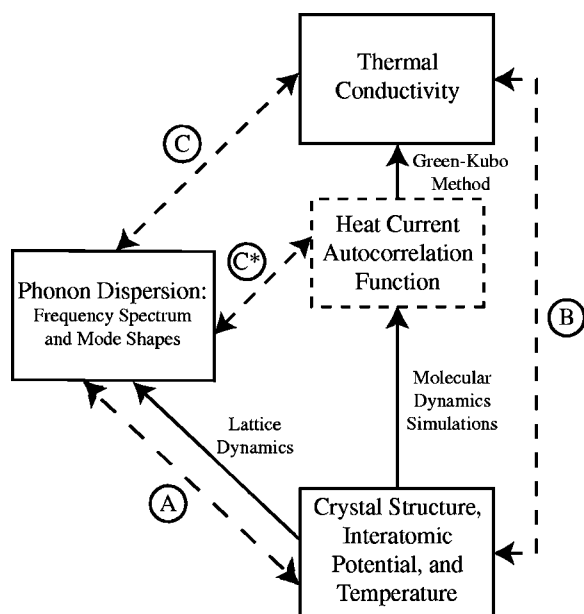 Thermal
Conductivity
C
Green-Kubo
Method
Heat Current
Autocorrelation
Function
C*
Phonon Dispersion:
Frequency Spectrum
and Mode Shapes
B
Molecular
Dynamics
Simulations
Lattice
Dynamics
A
Crystal Structure,
Interatomic
Potential, and
Temperature